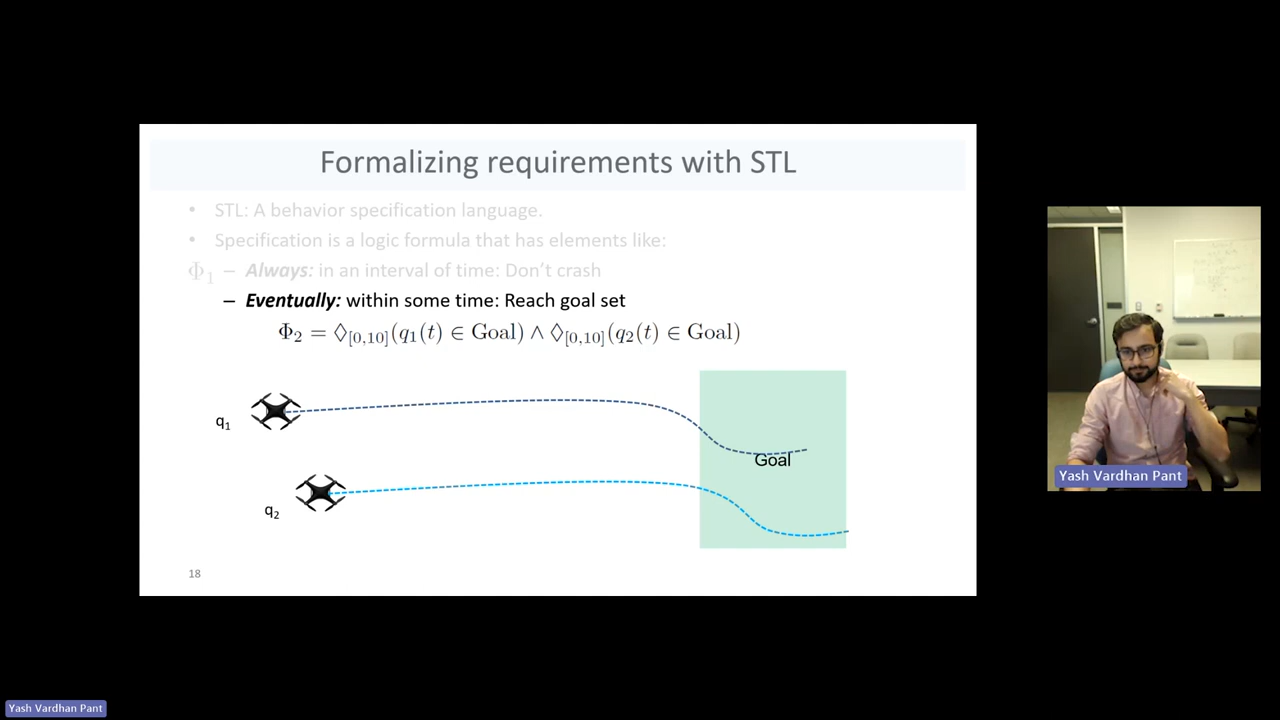 Formalizing requirements with STL
• STL: A behavior specification language.
• Specification is a logic formula that has elements like:
Φ₁ – Always: in an interval of time: Don't crash
– Eventually: within some time: Reach goal set
Φ₂ = ◊[0,10](q₁(t) ∈ Goal) ∧ ◊[0,10](q₂(t) ∈ Goal)
q₁
Goal
q₂
18
Yash Vardhan Pant
Yash Vardhan Pant